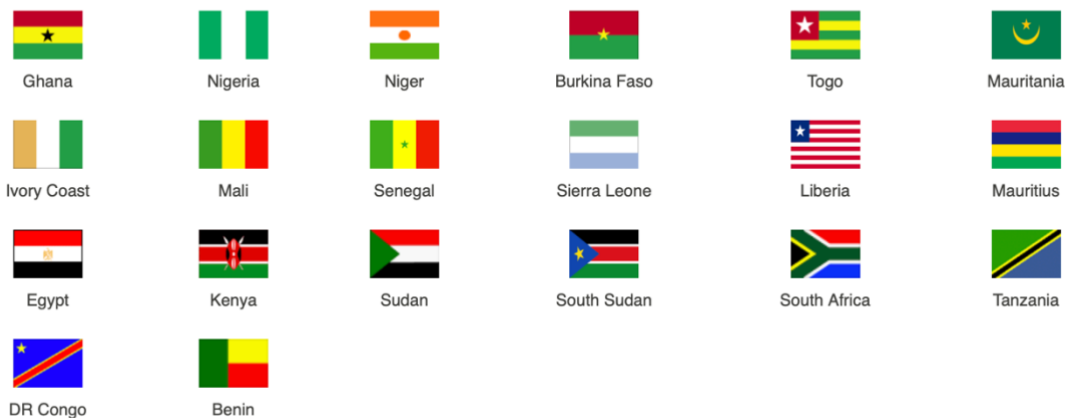 Ghana
Nigeria
Niger
Burkina Faso
Togo
Mauritania
Ivory Coast
Mali
Senegal
Sierra Leone
Liberia
Mauritius
Egypt
Kenya
Sudan
South Sudan
South Africa
Tanzania
DR Congo
Benin